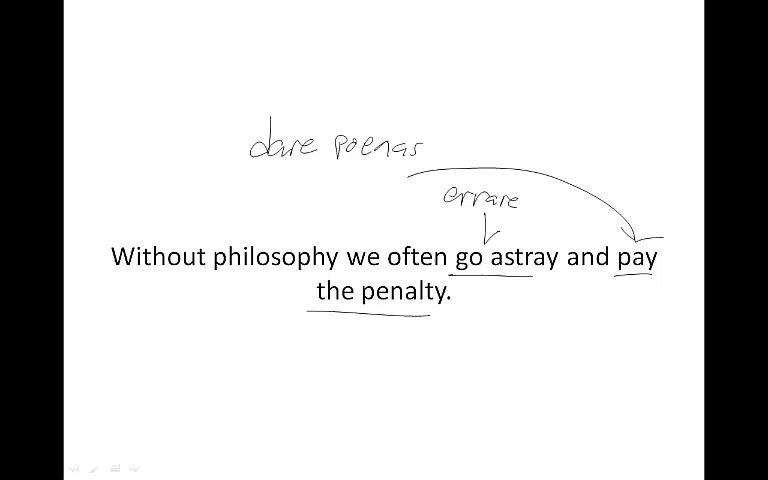 dare poenas
errare
Without philosophy we often go astray and pay
the penalty.